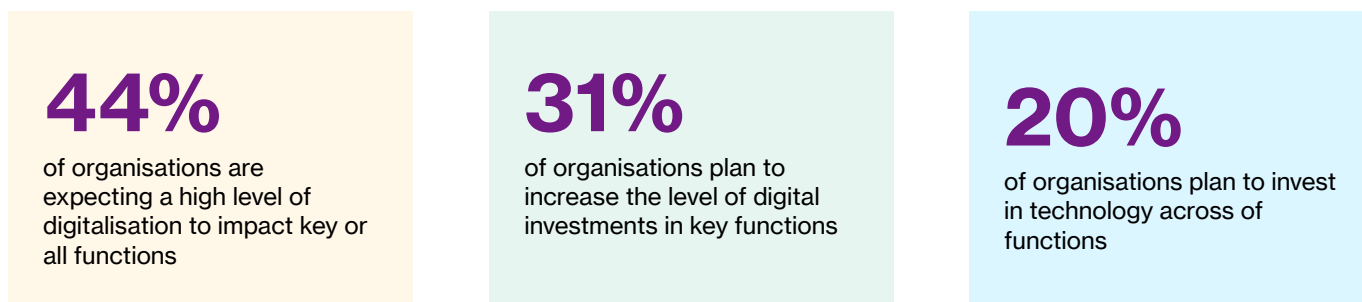 44%
of organisations are
expecting a high level of
digitalisation to impact key or
all functions
31%
of organisations plan to
increase the level of digital
investments in key functions
20%
of organisations plan to invest
in technology across of
functions